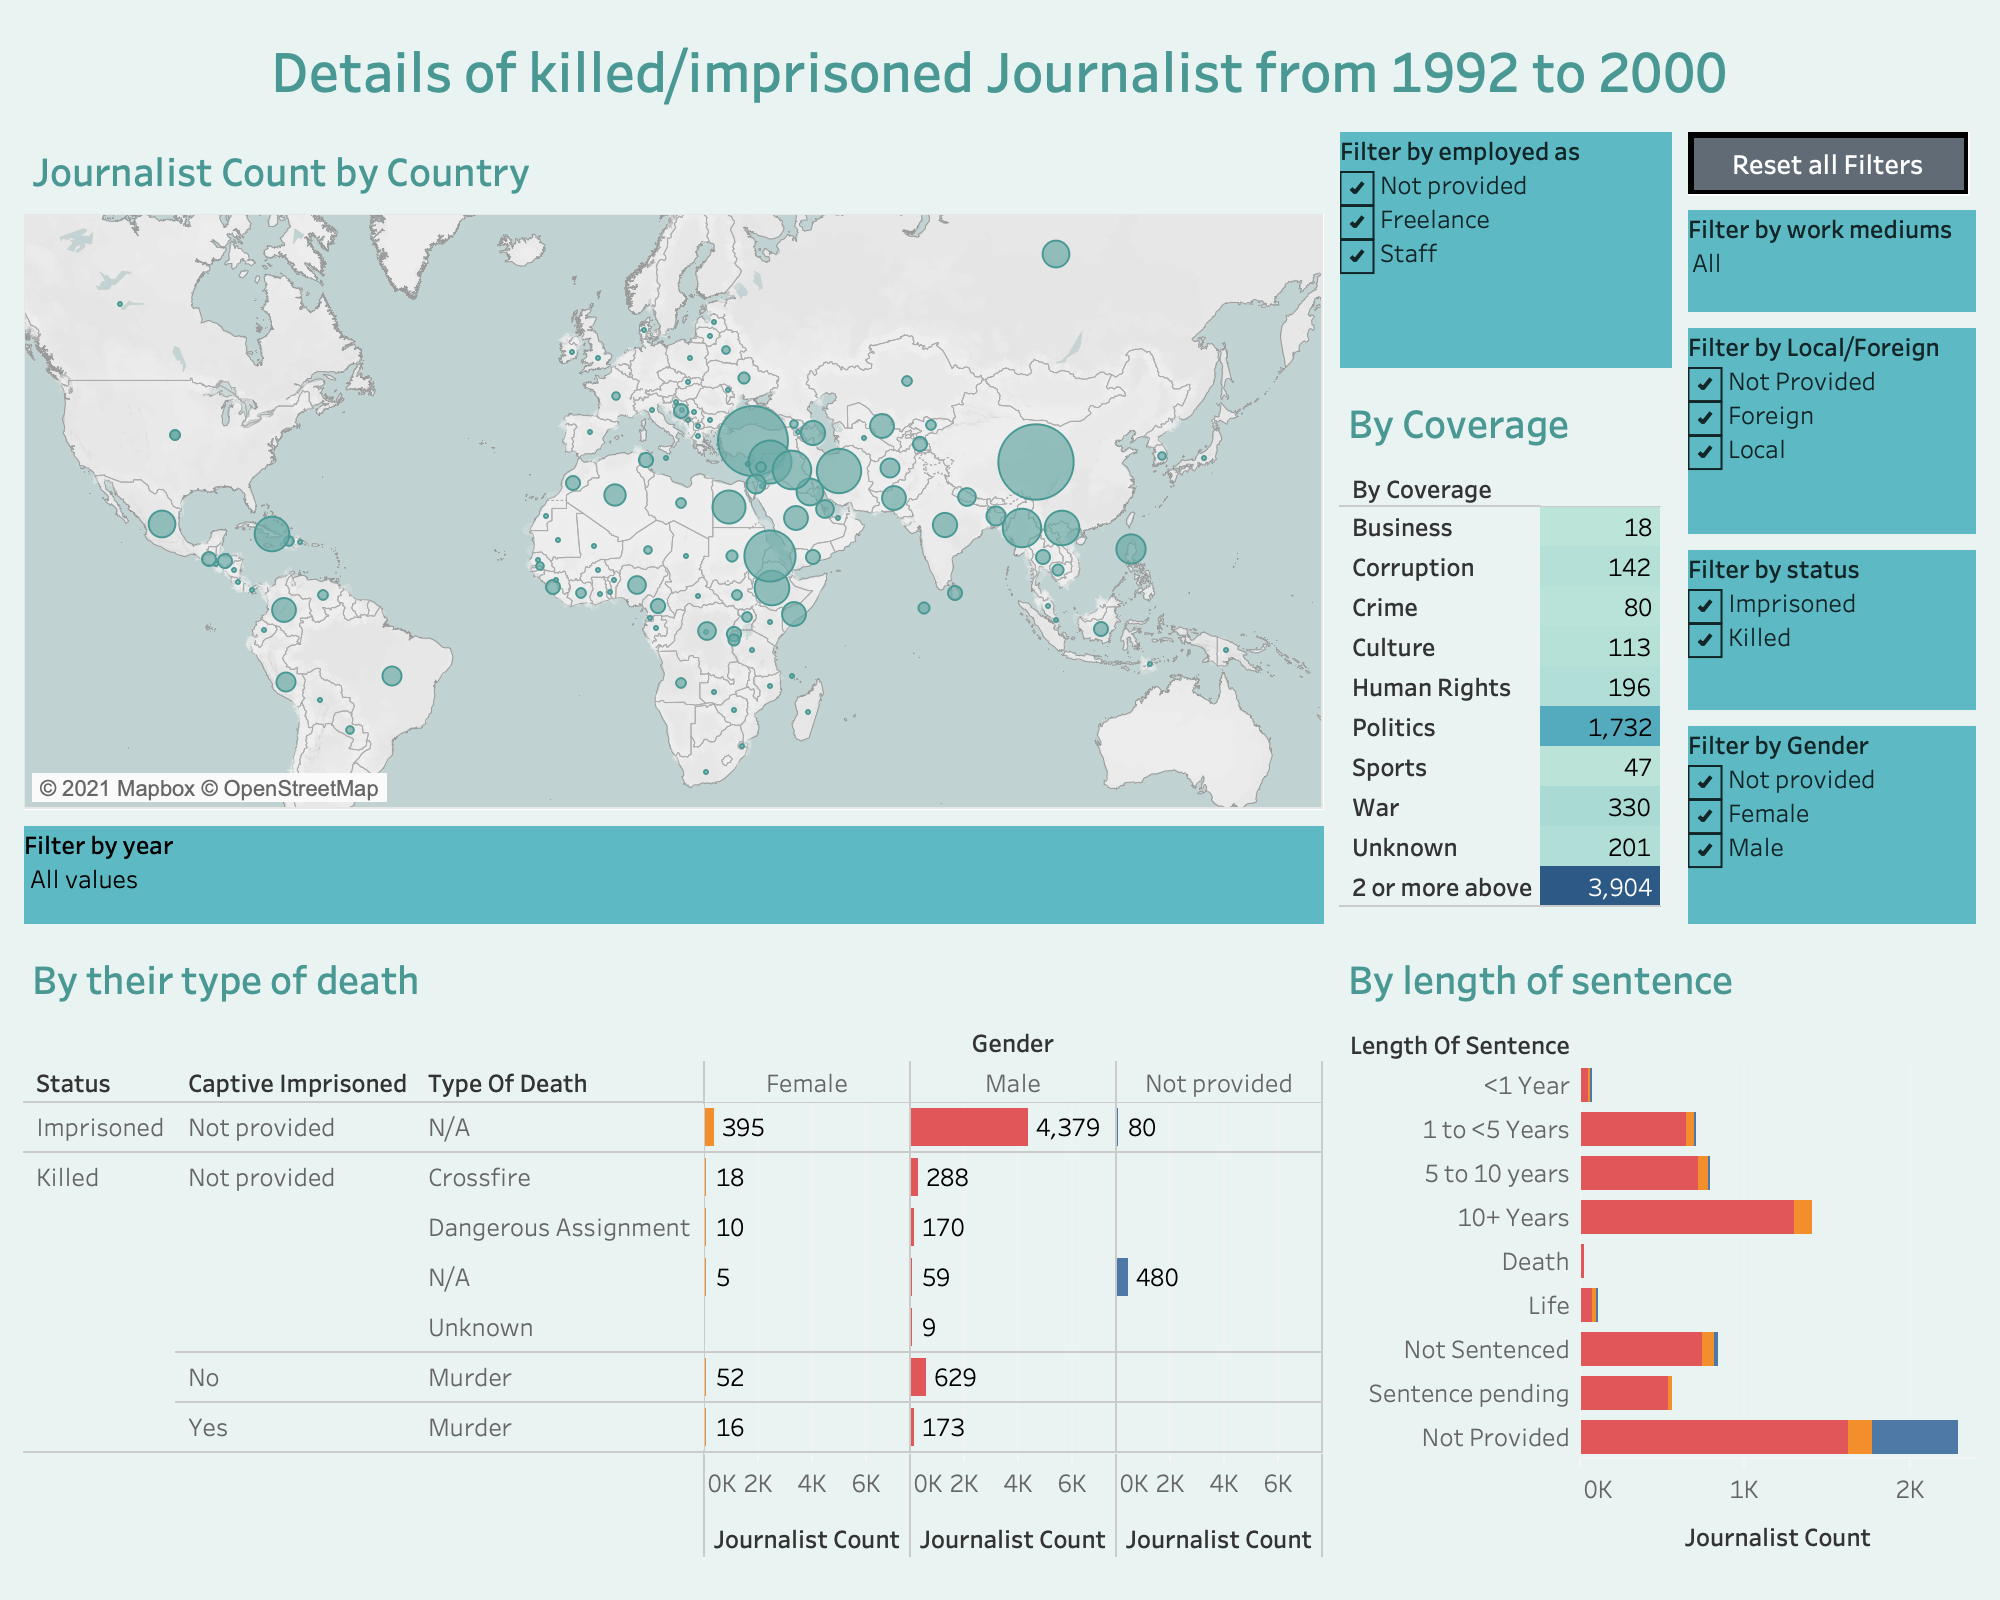 Details of killed/imprisoned Journalist from 1992 to 2000
Journalist Count by Country
© 2021 Mapbox © OpenStreetMap
Filter by year
All values
Filter by employed as
Not provided
Freelance
Staff
Reset all Filters
Filter by work mediums
All
Filter by Local/Foreign
Not Provided
Foreign
Local
Filter by status
Imprisoned
Killed
Filter by Gender
Not provided
Female
Male
By Coverage
By Coverage
Business 18
Corruption 142
Crime 80
Culture 113
Human Rights 196
Politics 1,732
Sports 47
War 330
Unknown 201
2 or more above 3,904
By their type of death
Gender
Status Captive Imprisoned Type Of Death Female Male Not provided
Imprisoned Not provided N/A 395 4,379 80
Killed Not provided Crossfire 18 288
Dangerous Assignment 10 170
N/A 5 59 480
Unknown 9
No Murder 52 629
Yes Murder 16 173
0K 2K 4K 6K 0K 2K 4K 6K 0K 2K 4K 6K
Journalist Count Journalist Count Journalist Count
By length of sentence
Length Of Sentence
<1 Year
1 to <5 Years
5 to 10 years
10+ Years
Death
Life
Not Sentenced
Sentence pending
Not Provided
0K 1K 2K
Journalist Count